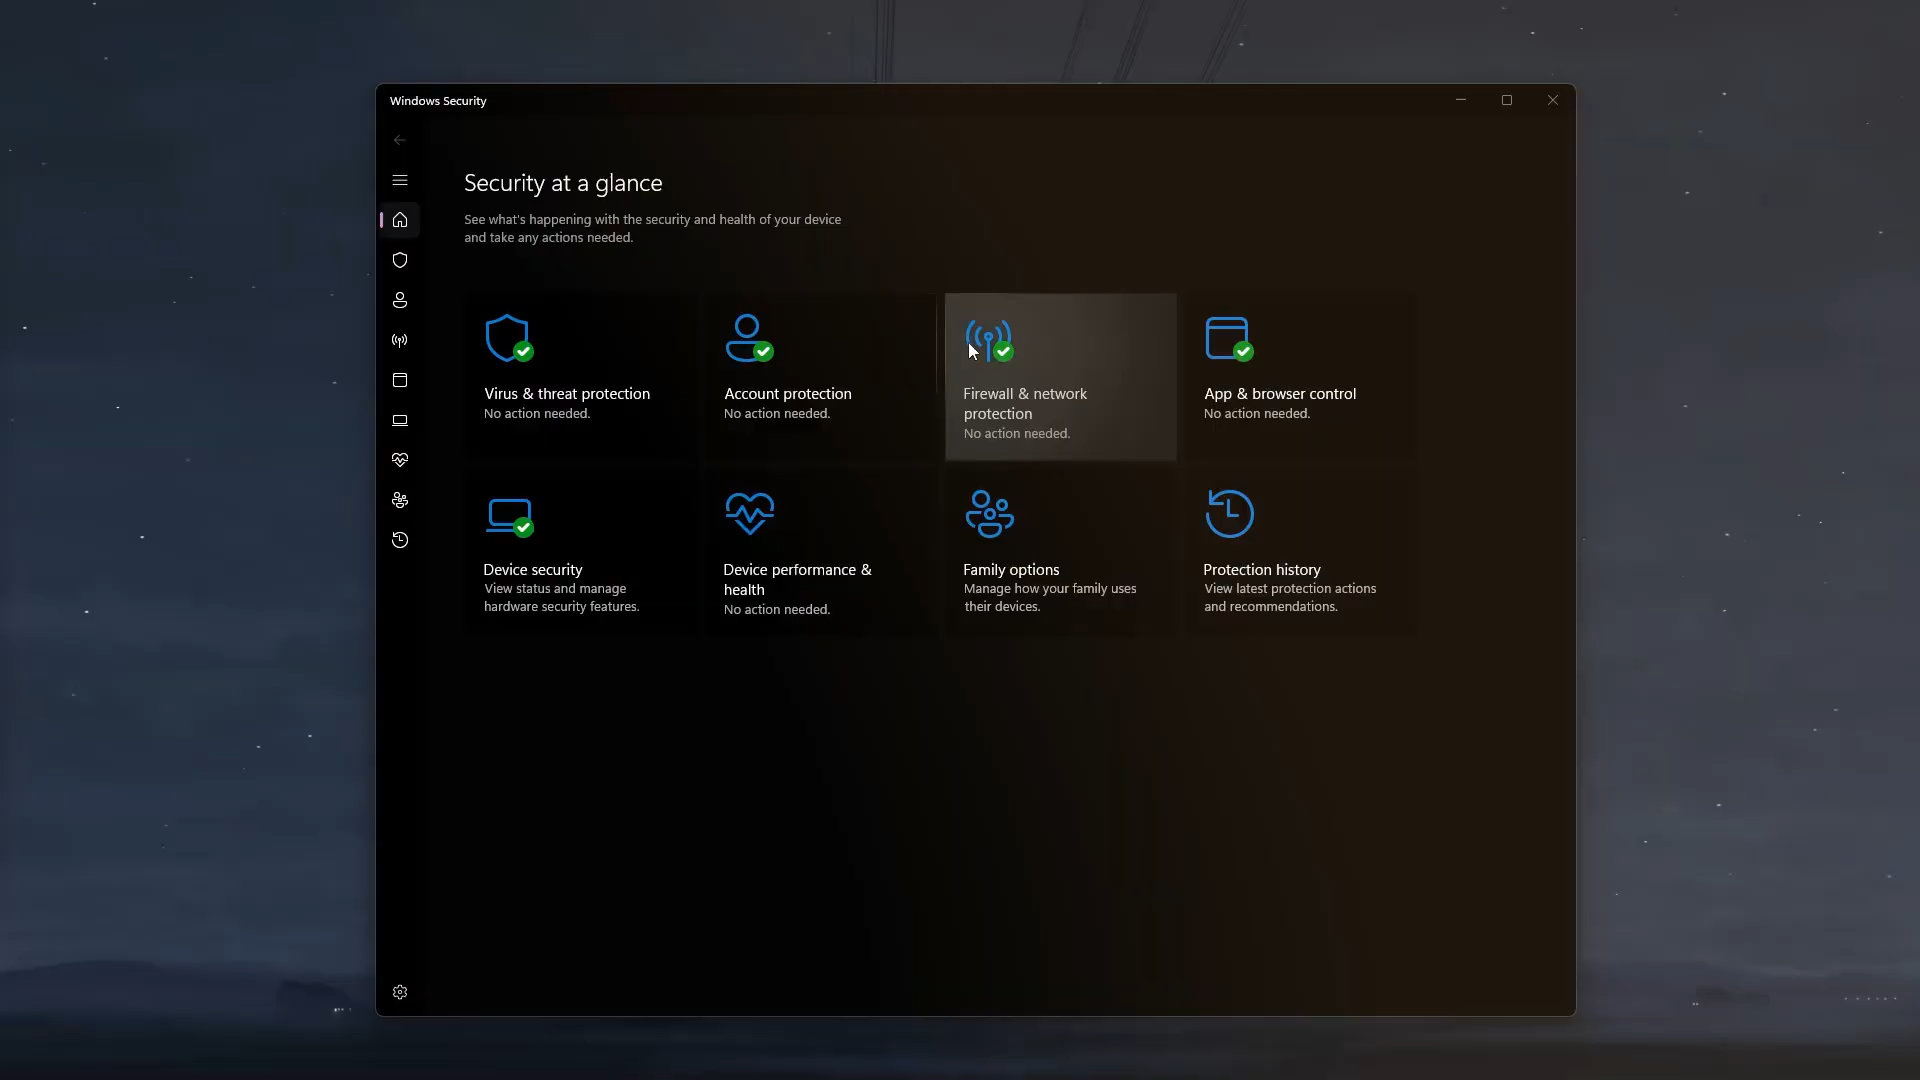 Windows Security
Security at a glance
See what's happening with the security and health of your device
and take any actions needed.
Virus & threat protection
No action needed.
Account protection
No action needed.
Firewall & network
protection
No action needed.
App & browser control
No action needed.
Device security
View status and manage
hardware security features.
Device performance &
health
No action needed.
Family options
Manage how your family uses
their devices.
Protection history
View latest protection actions
and recommendations.